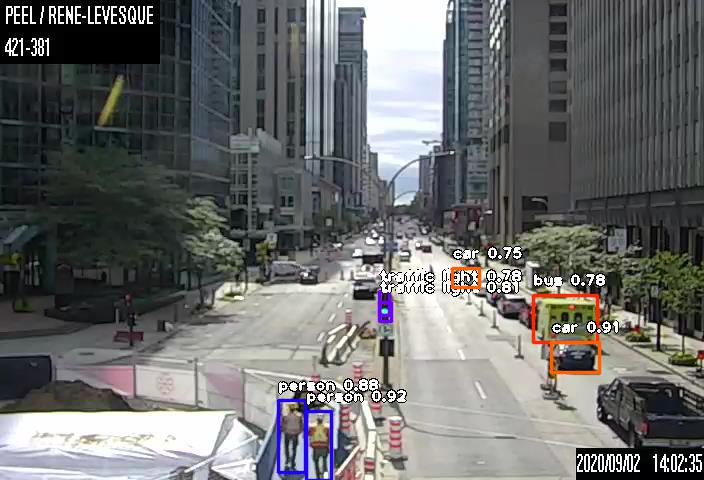 PEEL / RENE-LEVESQUE
421-381
car 0.75
traffic light 0.78
bus 0.78
traffic light 0.81
car 0.91
person 0.88
person 0.92
2020/09/02 14:02:35